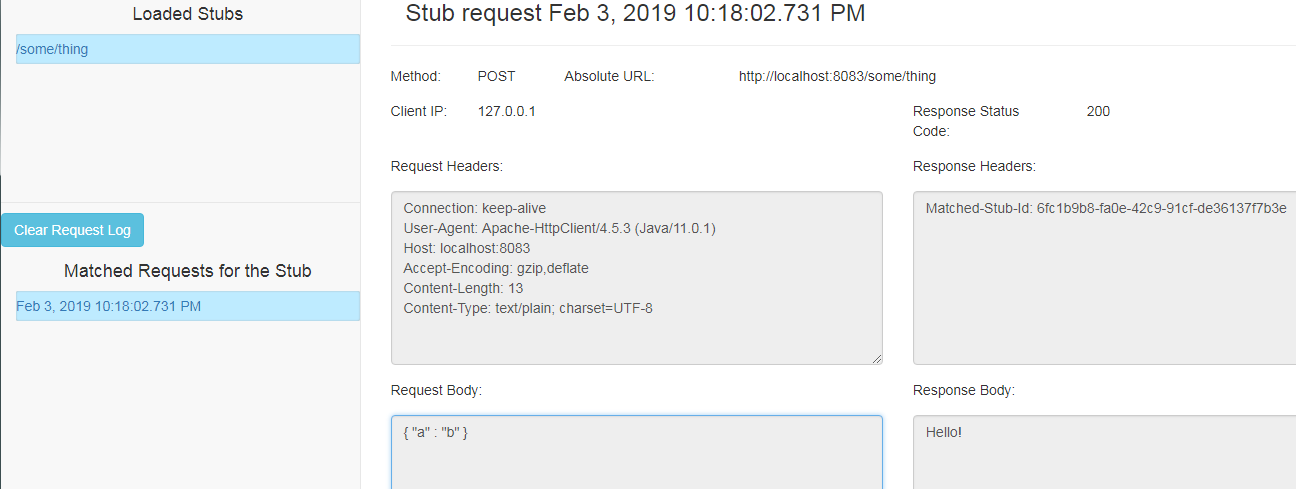 Loaded Stubs
/some/thing
Clear Request Log
Matched Requests for the Stub
Feb 3, 2019 10:18:02.731 PM
Stub request Feb 3, 2019 10:18:02.731 PM
Method: POST Absolute URL: http://localhost:8083/some/thing
Client IP: 127.0.0.1 Response Status 200
Code:
Request Headers:
Connection: keep-alive
User-Agent: Apache-HttpClient/4.5.3 (Java/11.0.1)
Host: localhost:8083
Accept-Encoding: gzip,deflate
Content-Length: 13
Content-Type: text/plain; charset=UTF-8
Response Headers:
Matched-Stub-Id: 6fc1b9b8-fa0e-42c9-91cf-de36137f7b3e
Request Body:
{ "a" : "b" }
Response Body:
Hello!